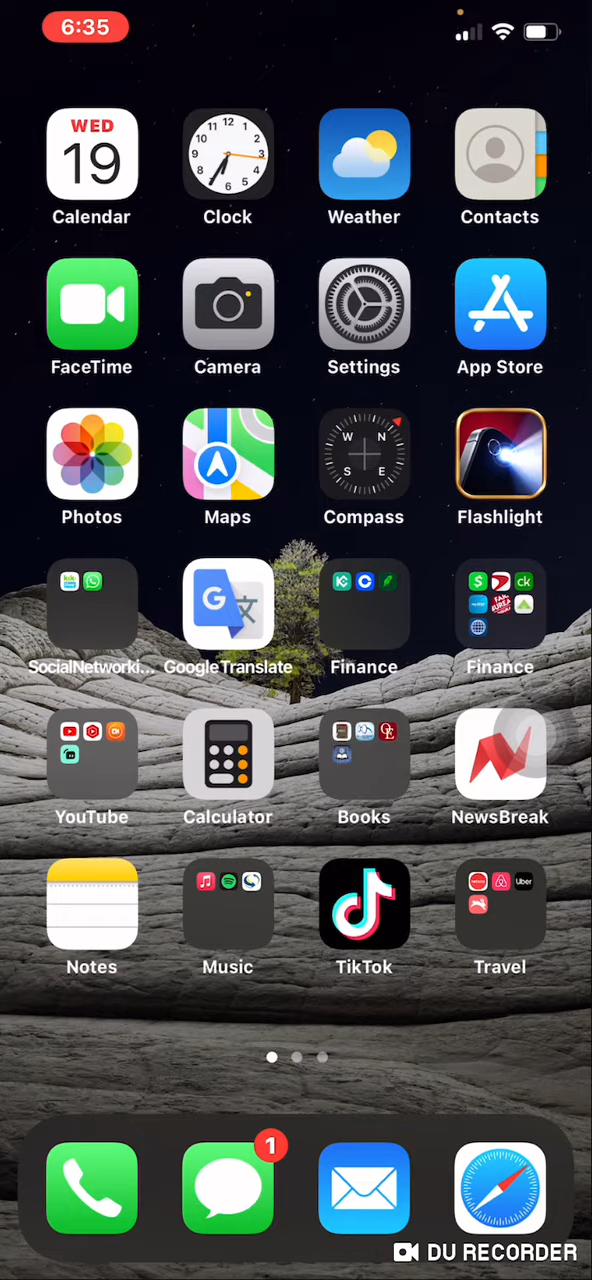 6:35
WED
19
Calendar
Clock
Weather
Contacts
FaceTime
Camera
Settings
App Store
W N
S E
Photos
Maps
Compass
Flashlight
G
SocialNetworki...
GoogleTranslate
Finance
Finance
YouTube
Calculator
Books
NewsBreak
Notes
Uber
Music
TikTok
Travel
1
DU RECORDER